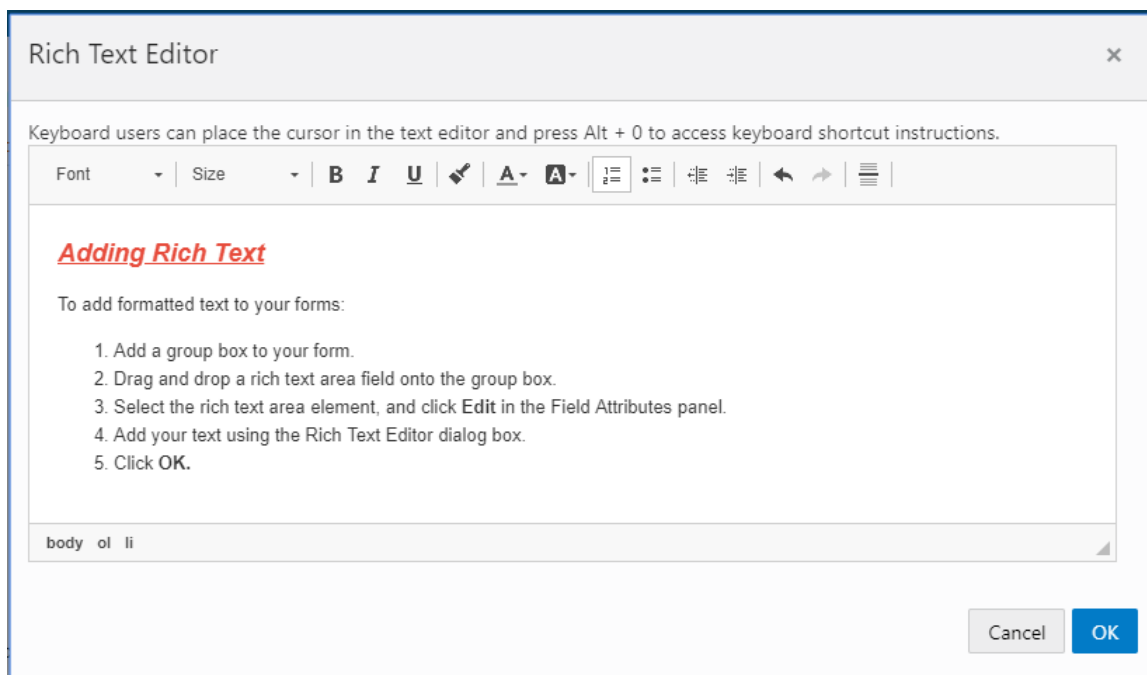 Rich Text Editor ×
Keyboard users can place the cursor in the text editor and press Alt + 0 to access keyboard shortcut instructions.
Font Size B I U A A
Adding Rich Text
To add formatted text to your forms:
1. Add a group box to your form.
2. Drag and drop a rich text area field onto the group box.
3. Select the rich text area element, and click Edit in the Field Attributes panel.
4. Add your text using the Rich Text Editor dialog box.
5. Click OK.
body ol li
Cancel OK